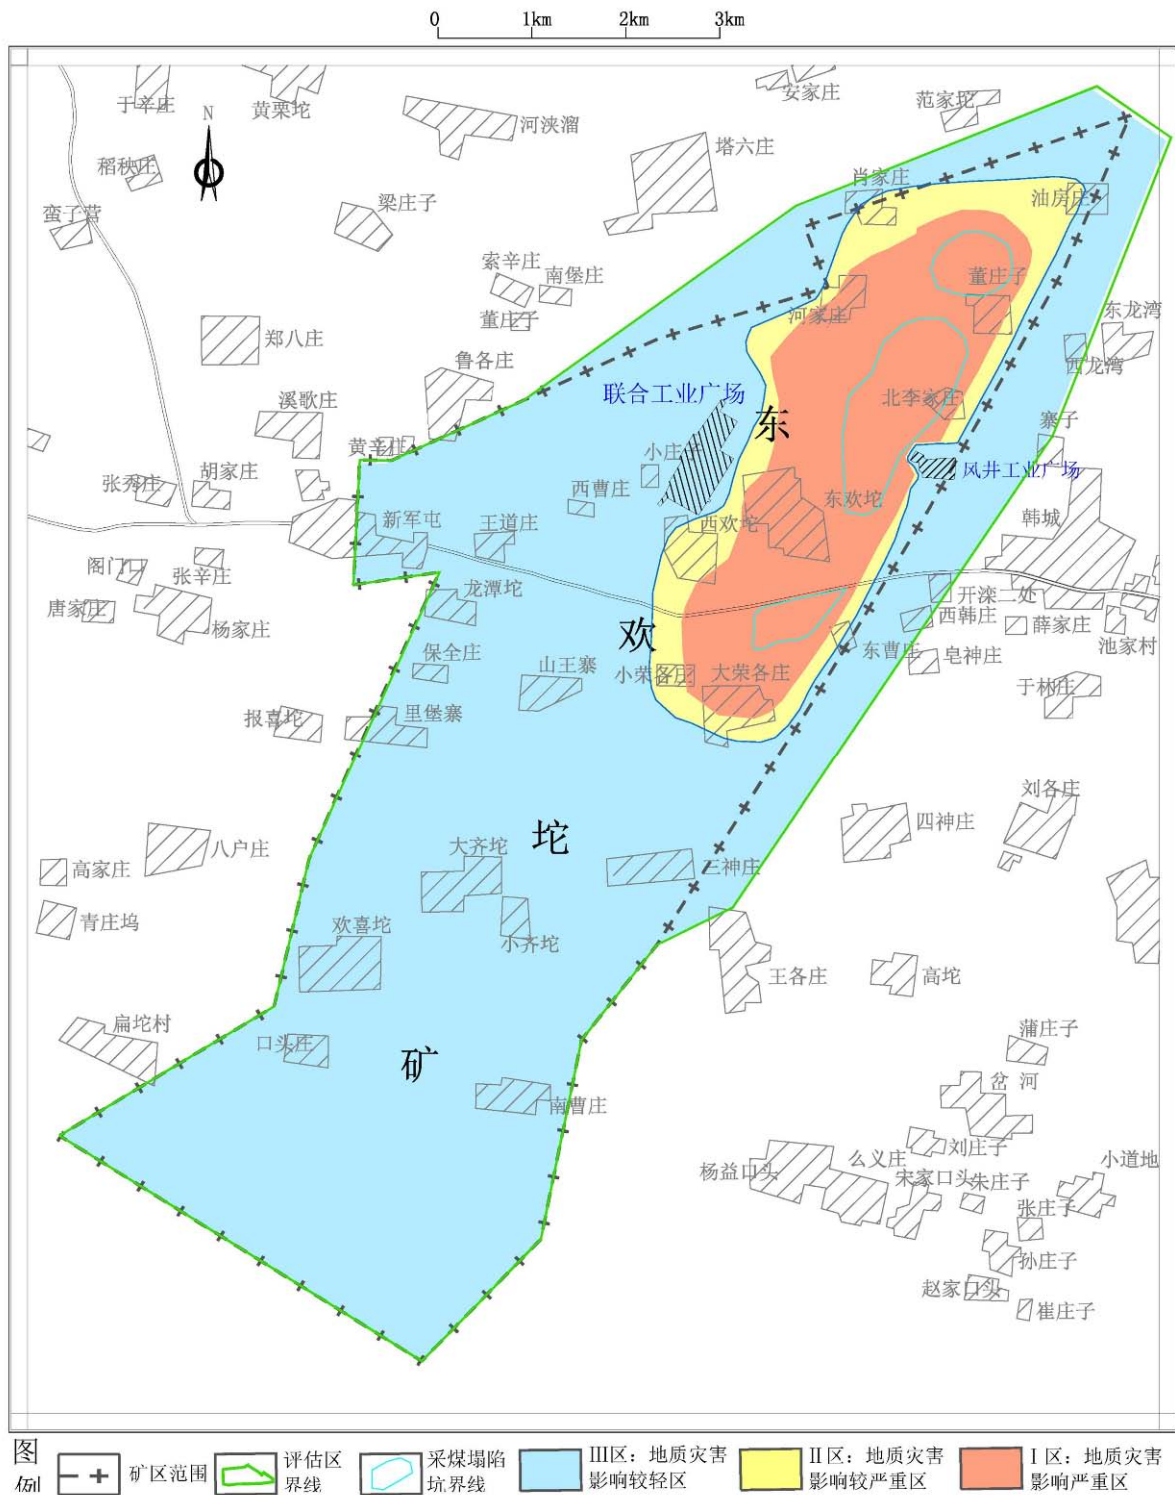 0 1km 2km 3km
于辛庄
黄栗坨
安家庄
范家坨
河浃溜
N
稻秧庄
塔六庄
肖家庄
油房庄
蛮子营
梁庄子
索辛庄
南堡庄
董庄子
董庄子
河家庄
东龙湾
西龙湾
郑八庄
鲁各庄
联合工业广场
北李家庄
溪歌庄
东
寨子
黄辛庄
小庄子
风井工业广场
张秀庄
胡家庄
西曹庄
东欢坨
新军屯
王道庄
西欢坨
韩城
阁门口
张辛庄
龙潭坨
开滦二处
唐家庄
杨家庄
欢
西韩庄
薛家庄
池家村
保全庄
山王寨
小荣各庄
大荣各庄
东曹庄
皂神庄
于林庄
报喜坨
里堡寨
刘各庄
四神庄
坨
大齐坨
三神庄
八户庄
高家庄
青庄坞
欢喜坨
小齐坨
王各庄
高坨
扁坨村
口头庄
矿
蒲庄子
岔 河
南曹庄
刘庄子
杨益口头
么义庄
宋家口头
朱庄子
小道地
张庄子
孙庄子
赵家口头
崔庄子
图例
矿区范围
评估区
界线
采煤塌陷
坑界线
III区：地质灾害
影响较轻区
II区：地质灾害
影响较严重区
I区：地质灾害
影响严重区